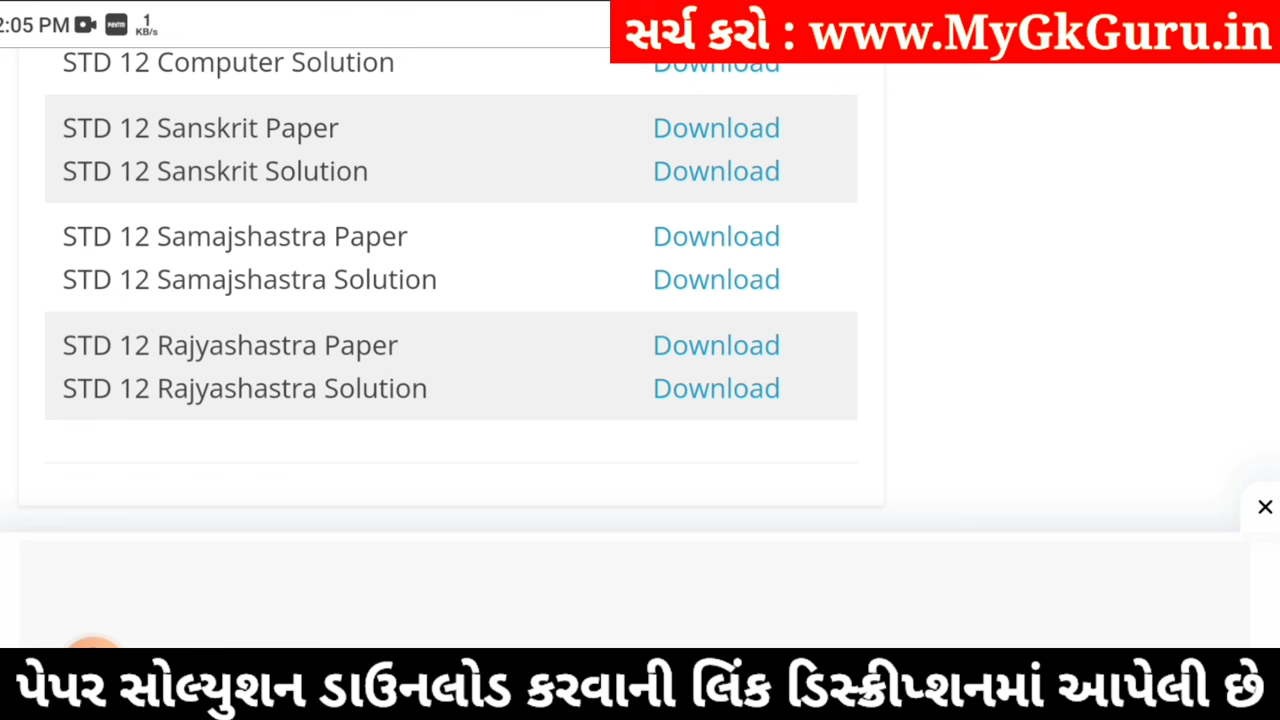 2:05 PM paytm 1 KB/s
સર્ચ કરો : www.MyGkGuru.in
STD 12 Computer Solution Download
STD 12 Sanskrit Paper Download
STD 12 Sanskrit Solution Download
STD 12 Samajshastra Paper Download
STD 12 Samajshastra Solution Download
STD 12 Rajyashastra Paper Download
STD 12 Rajyashastra Solution Download
પેપર સોલ્યુશન ડાઉનલોડ કરવાની લિંક ડિસ્ક્રીપ્શનમાં આપેલી છે